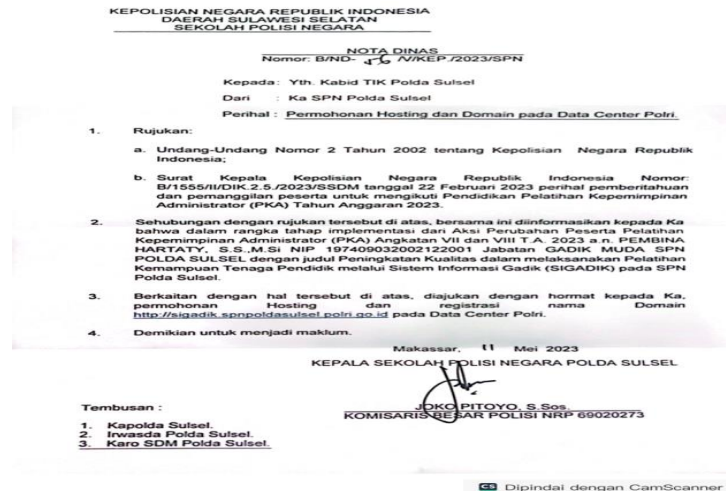 KEPOLISIAN NEGARA REPUBLIK INDONESIA
DAERAH SULAWESI SELATAN
SEKOLAH POLISI NEGARA
NOTA DINAS
Nomor: B/ND- 56 /V/KEP./2023/SPN
Kepada : Yth. Kabid TIK Polda Sulsel
Dari : Ka SPN Polda Sulsel
Perihal : Permohonan Hosting dan Domain pada Data Center Polri.
1. Rujukan:
a. Undang-Undang Nomor 2 Tahun 2002 tentang Kepolisian Negara Republik
Indonesia;
b. Surat Kepala Kepolisian Negara Republik Indonesia Nomor:
B/1555/II/DIK.2.5./2023/SSDM tanggal 22 Februari 2023 perihal pemberitahuan
dan pemanggilan peserta untuk mengikuti Pendidikan Pelatihan Kepemimpinan
Administrator (PKA) Tahun Anggaran 2023.
2. Sehubungan dengan rujukan tersebut di atas, bersama ini diinformasikan kepada Ka
bahwa dalam rangka tahap implementasi dari Aksi Perubahan Peserta Pelatihan
Kepemimpinan Administrator (PKA) Angkatan VII dan VIII T.A. 2023 a.n. PEMBINA
HARTATY, S.S.,M.Si NIP 197409032002122001 Jabatan GADIK MUDA SPN
POLDA SULSEL dengan judul Peningkatan Kualitas dalam melaksanakan Pelatihan
Kemampuan Tenaga Pendidik melalui Sistem Informasi Gadik (SIGADIK) pada SPN
Polda Sulsel.
3. Berkaitan dengan hal tersebut di atas, diajukan dengan hormat kepada Ka,
permohonan Hosting dan registrasi nama Domain
http://sigadik.spnpoldasulsel.polri.go.id pada Data Center Polri.
4. Demikian untuk menjadi maklum.
Makassar, 11 Mei 2023
KEPALA SEKOLAH POLISI NEGARA POLDA SULSEL
JOKO PITOYO, S.Sos.
KOMISARIS BESAR POLISI NRP 69020273
Tembusan :
1. Kapolda Sulsel.
2. Irwasda Polda Sulsel.
3. Karo SDM Polda Sulsel.
CS Dipindai dengan CamScanner